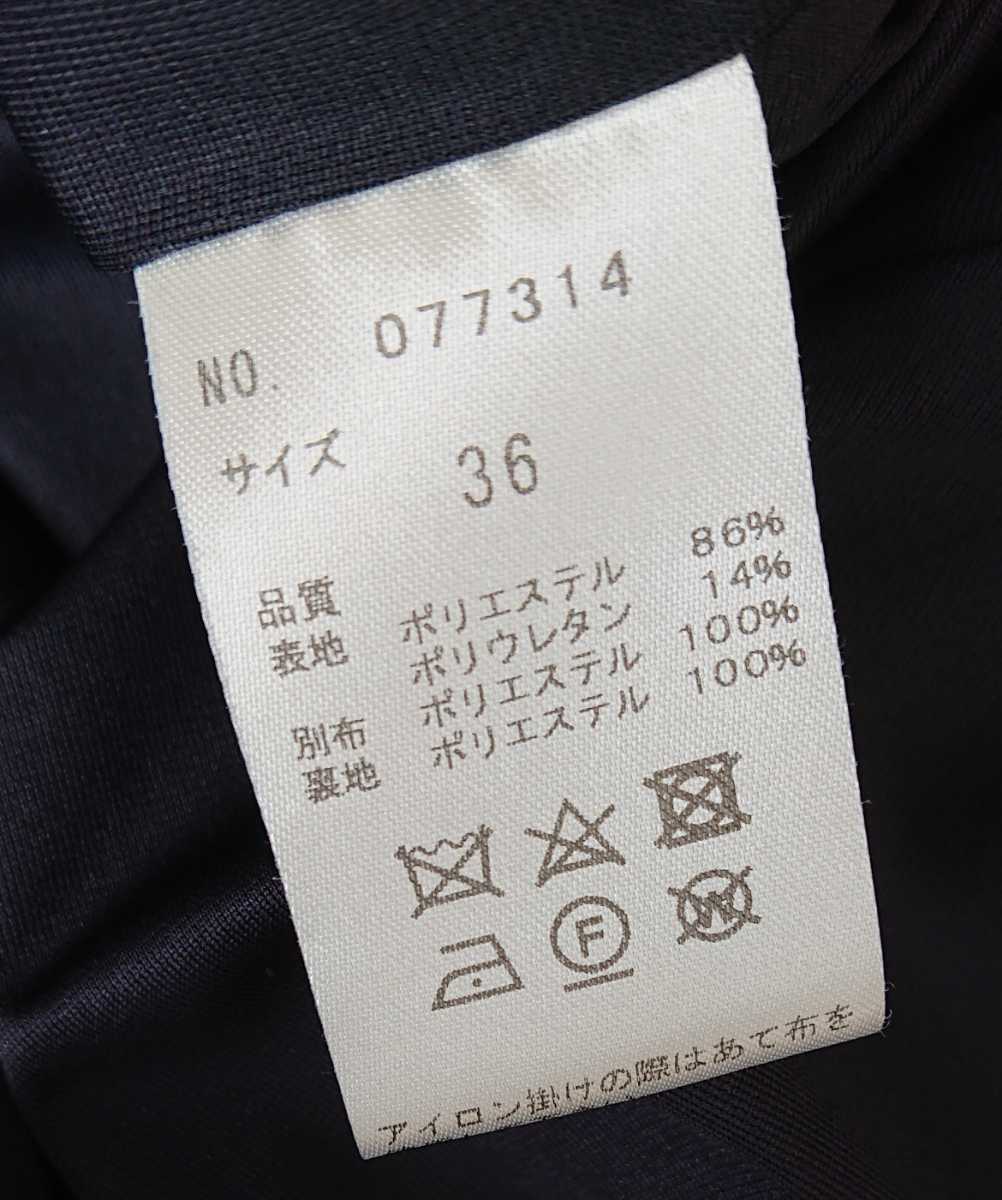 NO. 077314
サイズ 36
品質
表地 ポリエステル 86%
ポリウレタン 14%
別布 ポリエステル 100%
裏地 ポリエステル 100%
F
W
アイロン掛けの際はあて布を